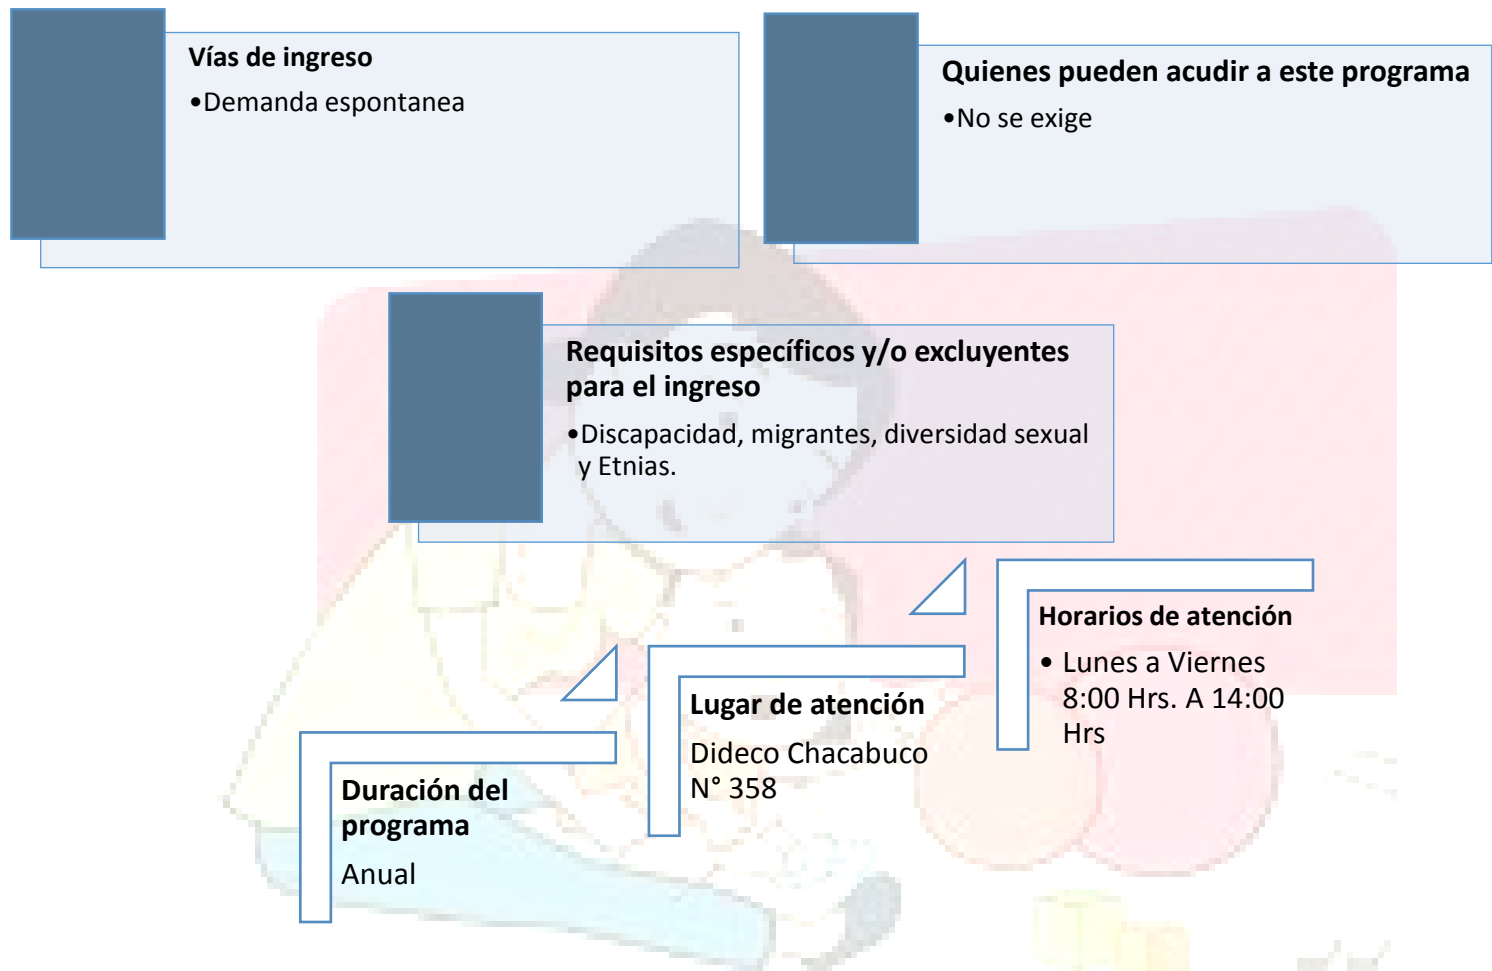 Vías de ingreso
•Demanda espontanea
Quienes pueden acudir a este programa
•No se exige
Requisitos específicos y/o excluyentes
para el ingreso
•Discapacidad, migrantes, diversidad sexual
y Etnias.
Duración del
programa
Anual
Lugar de atención
Dideco Chacabuco
N° 358
Horarios de atención
• Lunes a Viernes
8:00 Hrs. A 14:00
Hrs